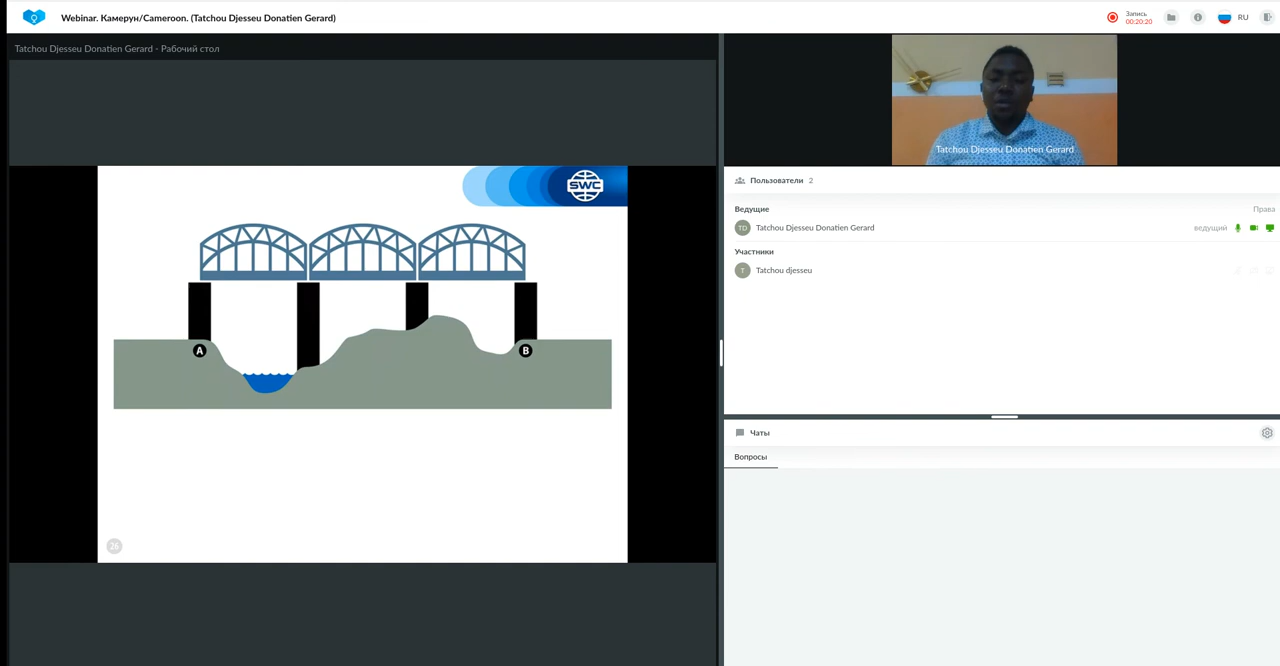 Webinar. Камерун/Cameroon. (Tatchou Djesseu Donatien Gerard)
Запись
00:20:20
RU
Tatchou Djesseu Donatien Gerard - Рабочий стол
SWC
A
B
26
Tatchou Djesseu Donatien Gerard
Пользователи 2
Ведущие Права
TD Tatchou Djesseu Donatien Gerard ведущий
Участники
T Tatchou djesseu
Чаты
Вопросы